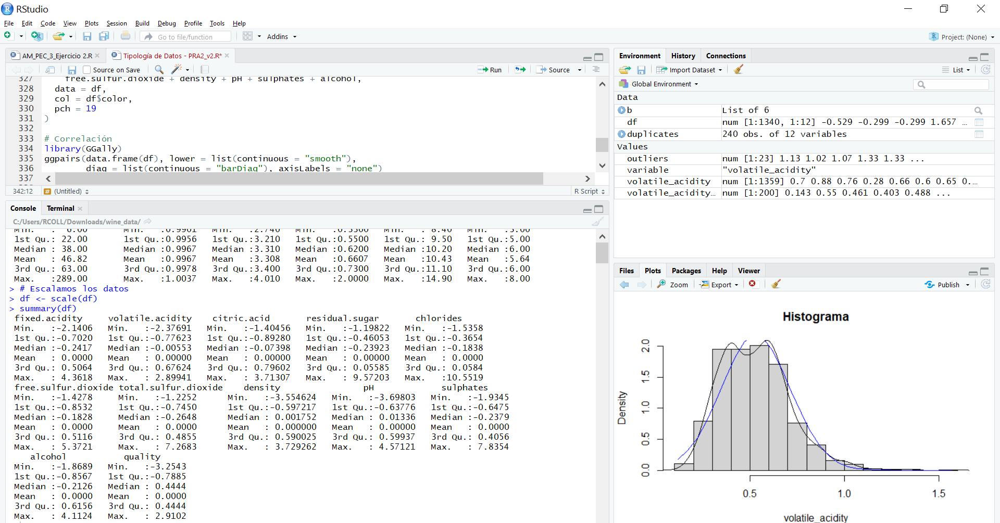 RStudio
File Edit Code View Plots Session Build Debug Profile Tools Help
Go to file/function Addins Project: (None)
AM_PEC_3_Ejercicio 2.R Tipología de Datos - PRA2_v2.R*
Source on Save Run Source
327 free.sulfur.dioxide + density + pH + sulphates + alcohol,
328 data = df,
329 col = df$color,
330 pch = 19
331 )
332
333 # Correlación
334 library(GGally)
335 ggpairs(data.frame(df), lower = list(continuous = "smooth"),
336 diag = list(continuous = "barDiag"), axisLabels = "none")
337
342:12 # (Untitled) R Script
Console Terminal
C:/Users/RCOLL/Downloads/wine_data/
Min. : 6.00 Min. :0.9901 Min. :2.740 Min. :0.3300 Min. : 8.40 Min. :3.00
1st Qu.: 22.00 1st Qu.:0.9956 1st Qu.:3.210 1st Qu.:0.5500 1st Qu.: 9.50 1st Qu.:5.00
Median : 38.00 Median :0.9967 Median :3.310 Median :0.6200 Median :10.20 Median :6.00
Mean : 46.82 Mean :0.9967 Mean :3.308 Mean :0.6607 Mean :10.43 Mean :5.64
3rd Qu.: 63.00 3rd Qu.:0.9978 3rd Qu.:3.400 3rd Qu.:0.7300 3rd Qu.:11.10 3rd Qu.:6.00
Max. :289.00 Max. :1.0037 Max. :4.010 Max. :2.0000 Max. :14.90 Max. :8.00
> # Escalamos los datos
> df <- scale(df)
> summary(df)
fixed.acidity volatile.acidity citric.acid residual.sugar chlorides
Min. :-2.1406 Min. :-2.37691 Min. :-1.40456 Min. :-1.19822 Min. :-1.5358
1st Qu.:-0.7020 1st Qu.:-0.77623 1st Qu.:-0.89280 1st Qu.:-0.46053 1st Qu.:-0.3654
Median :-0.2417 Median :-0.00553 Median :-0.07398 Median :-0.23923 Median :-0.1838
Mean : 0.0000 Mean : 0.00000 Mean : 0.00000 Mean : 0.00000 Mean : 0.0000
3rd Qu.: 0.5064 3rd Qu.: 0.67624 3rd Qu.: 0.79602 3rd Qu.: 0.05585 3rd Qu.: 0.0584
Max. : 4.3618 Max. : 2.89941 Max. : 3.71307 Max. : 9.57203 Max. :10.5519
free.sulfur.dioxide total.sulfur.dioxide density pH sulphates
Min. :-1.4278 Min. :-1.2252 Min. :-3.554624 Min. :-3.69803 Min. :-1.9345
1st Qu.:-0.8532 1st Qu.:-0.7450 1st Qu.:-0.597217 1st Qu.:-0.63776 1st Qu.:-0.6475
Median :-0.1828 Median :-0.2648 Median : 0.001752 Median : 0.01336 Median :-0.2379
Mean : 0.0000 Mean : 0.0000 Mean : 0.000000 Mean : 0.00000 Mean : 0.0000
3rd Qu.: 0.5116 3rd Qu.: 0.4855 3rd Qu.: 0.590025 3rd Qu.: 0.59937 3rd Qu.: 0.4056
Max. : 5.3721 Max. : 7.2683 Max. : 3.729262 Max. : 4.57121 Max. : 7.8354
alcohol quality
Min. :-1.8689 Min. :-3.2543
1st Qu.:-0.8567 1st Qu.:-0.7885
Median :-0.2126 Median : 0.4444
Mean : 0.0000 Mean : 0.0000
3rd Qu.: 0.6156 3rd Qu.: 0.4444
Max. : 4.1124 Max. : 2.9102
Environment History Connections
Import Dataset List
Global Environment
Data
b List of 6
df num [1:1340, 1:12] -0.529 -0.299 -0.299 1.657 …
duplicates 240 obs. of 12 variables
Values
outliers num [1:23] 1.13 1.02 1.07 1.33 1.33 ...
variable "volatile_acidity"
volatile_acidity num [1:1359] 0.7 0.88 0.76 0.28 0.66 0.6 0.65 0.…
volatile_acidity… num [1:200] 0.143 0.55 0.461 0.403 0.488 ...
Files Plots Packages Help Viewer
Zoom Export Publish
Histograma
Density
2.0
1.5
1.0
0.5
0.0
0.5 1.0 1.5
volatile_acidity